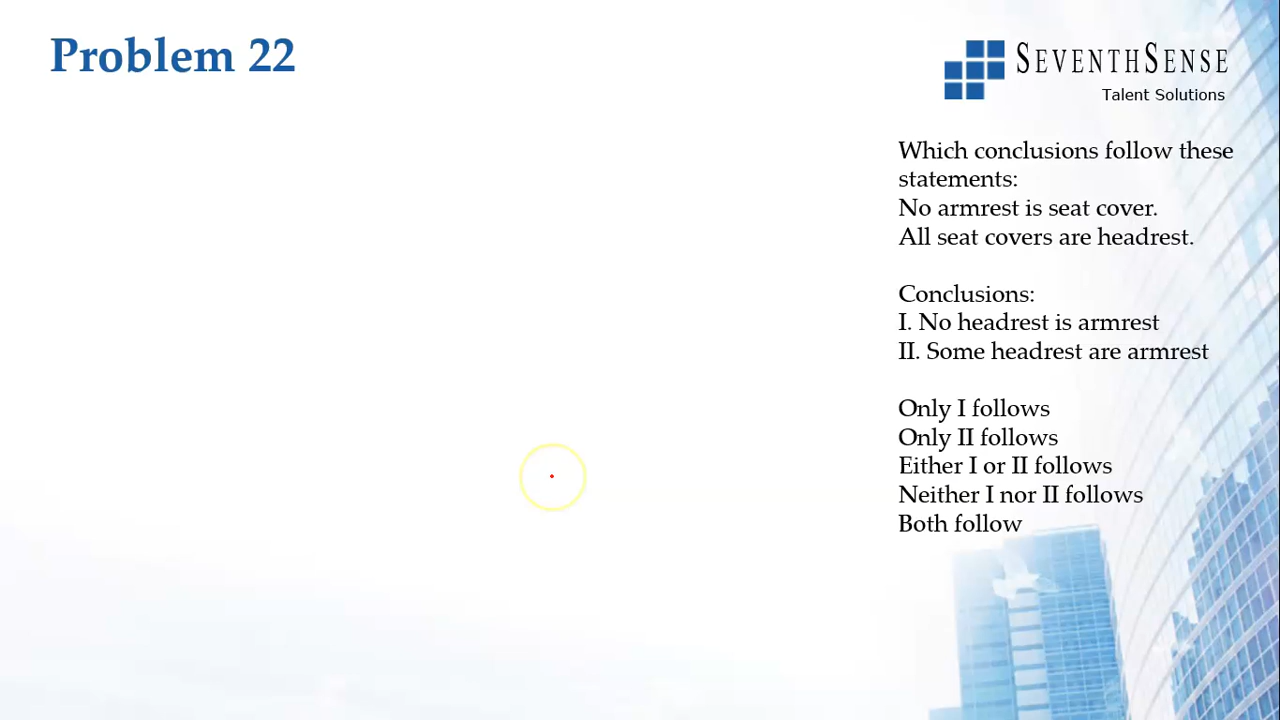 Problem 22
SEVENTHSENSE
Talent Solutions
Which conclusions follow these
statements:
No armrest is seat cover.
All seat covers are headrest.
Conclusions:
I. No headrest is armrest
II. Some headrest are armrest
Only I follows
Only II follows
Either I or II follows
Neither I nor II follows
Both follow